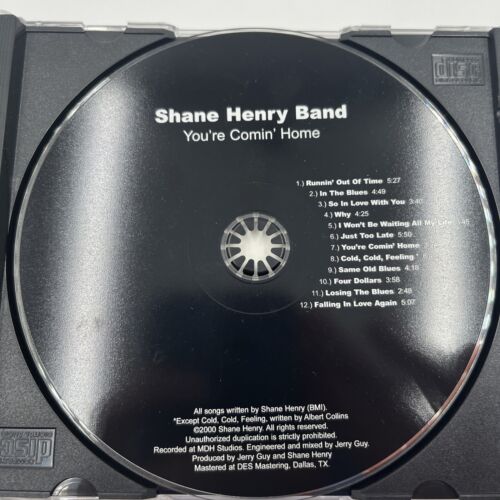 Shane Henry Band
You're Comin' Home
1.) Runnin' Out Of Time 5:27
2.) In The Blues 4:49
3.) So In Love With You 3:40
4.) Why 4:25
5.) I Won't Be Waiting All My Life :45
6.) Just Too Late 5:50
7.) You're Comin' Home
8.) Cold, Cold, Feeling *
9.) Same Old Blues 4:18
10.) Four Dollars 3:58
11.) Losing The Blues 2:48
12.) Falling In Love Again 5:07
All songs written by Shane Henry (BMI).
*Except Cold, Cold, Feeling, written by Albert Collins
©2000 Shane Henry. All rights reserved.
Unauthorized duplication is strictly prohibited.
Recorded at MDH Studios. Engineered and mixed by Jerry Guy.
Produced by Jerry Guy and Shane Henry
Mastered at DES Mastering, Dallas, TX.
disc
disc